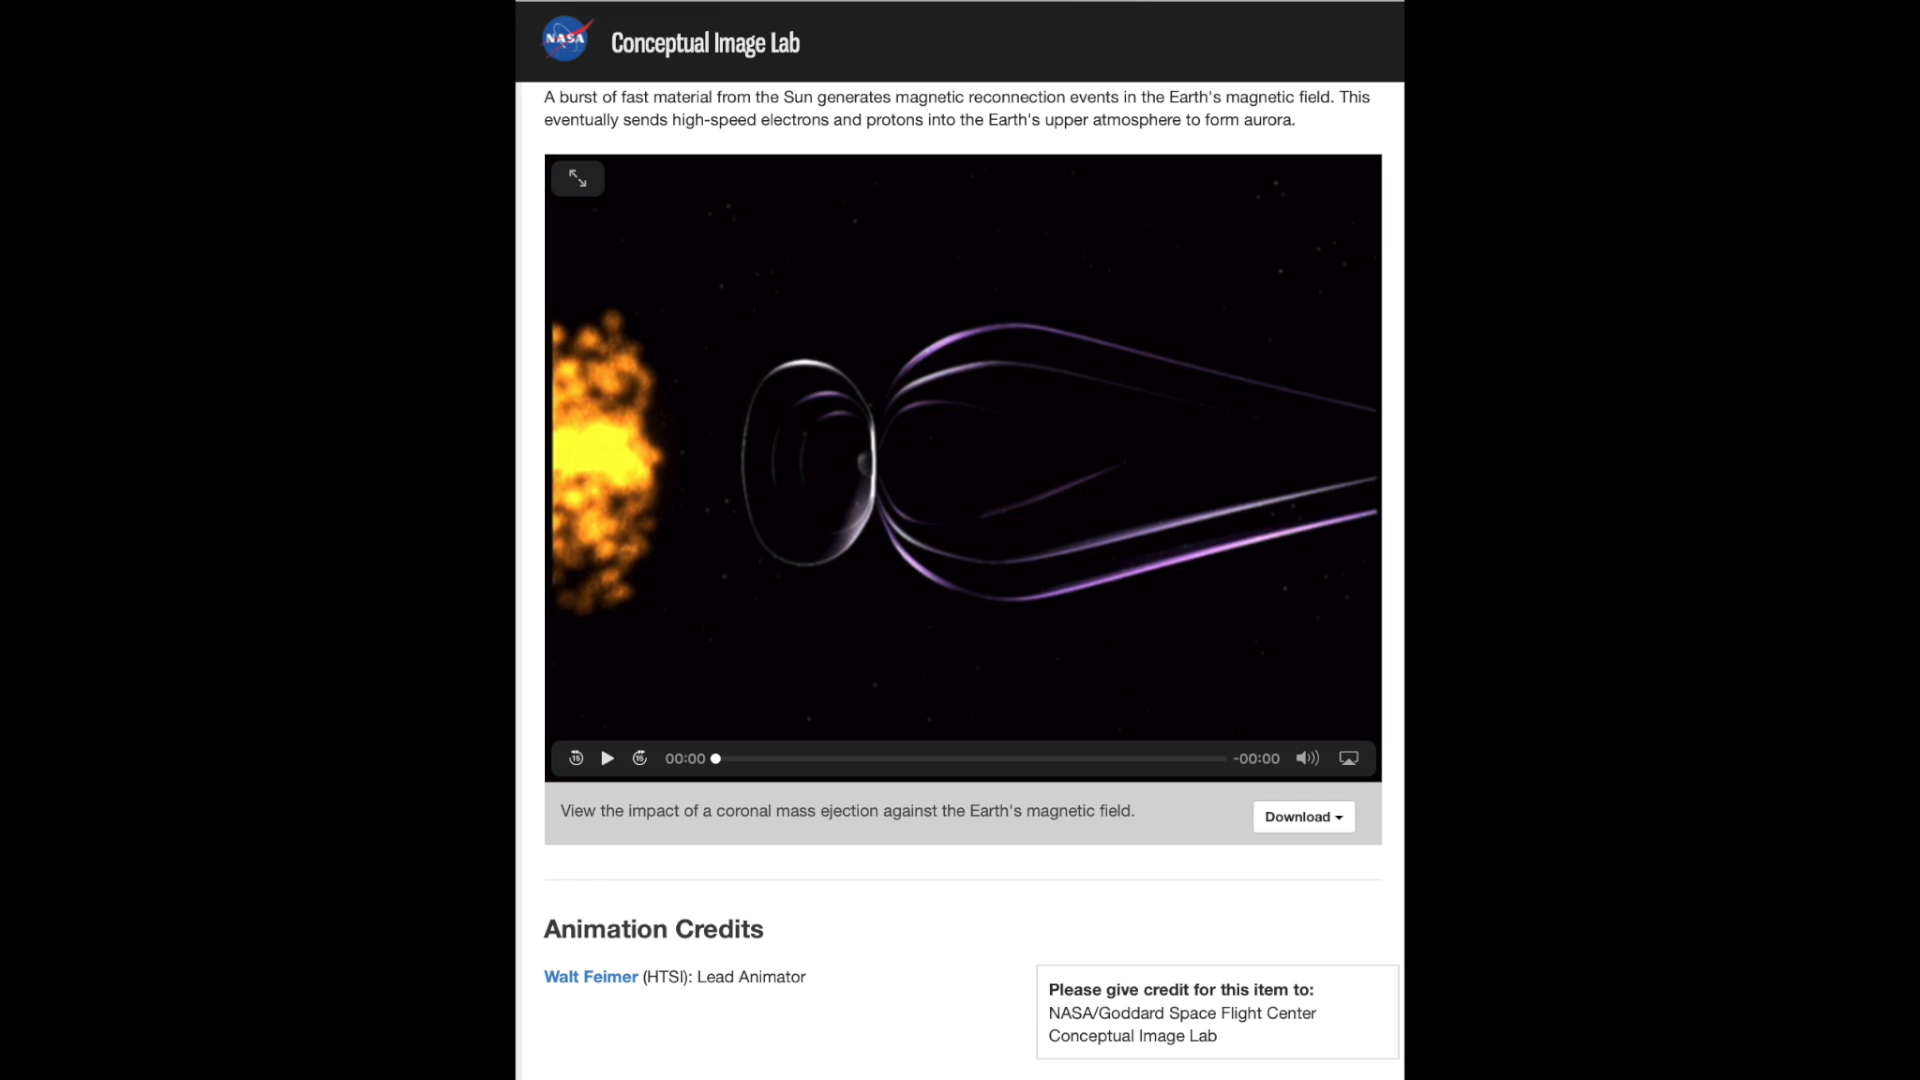 NASA
Conceptual Image Lab
A burst of fast material from the Sun generates magnetic reconnection events in the Earth's magnetic field. This
eventually sends high-speed electrons and protons into the Earth's upper atmosphere to form aurora.
15
15
00:00
-00:00
View the impact of a coronal mass ejection against the Earth's magnetic field.
Download
Animation Credits
Walt Feimer (HTSI): Lead Animator
Please give credit for this item to:
NASA/Goddard Space Flight Center
Conceptual Image Lab